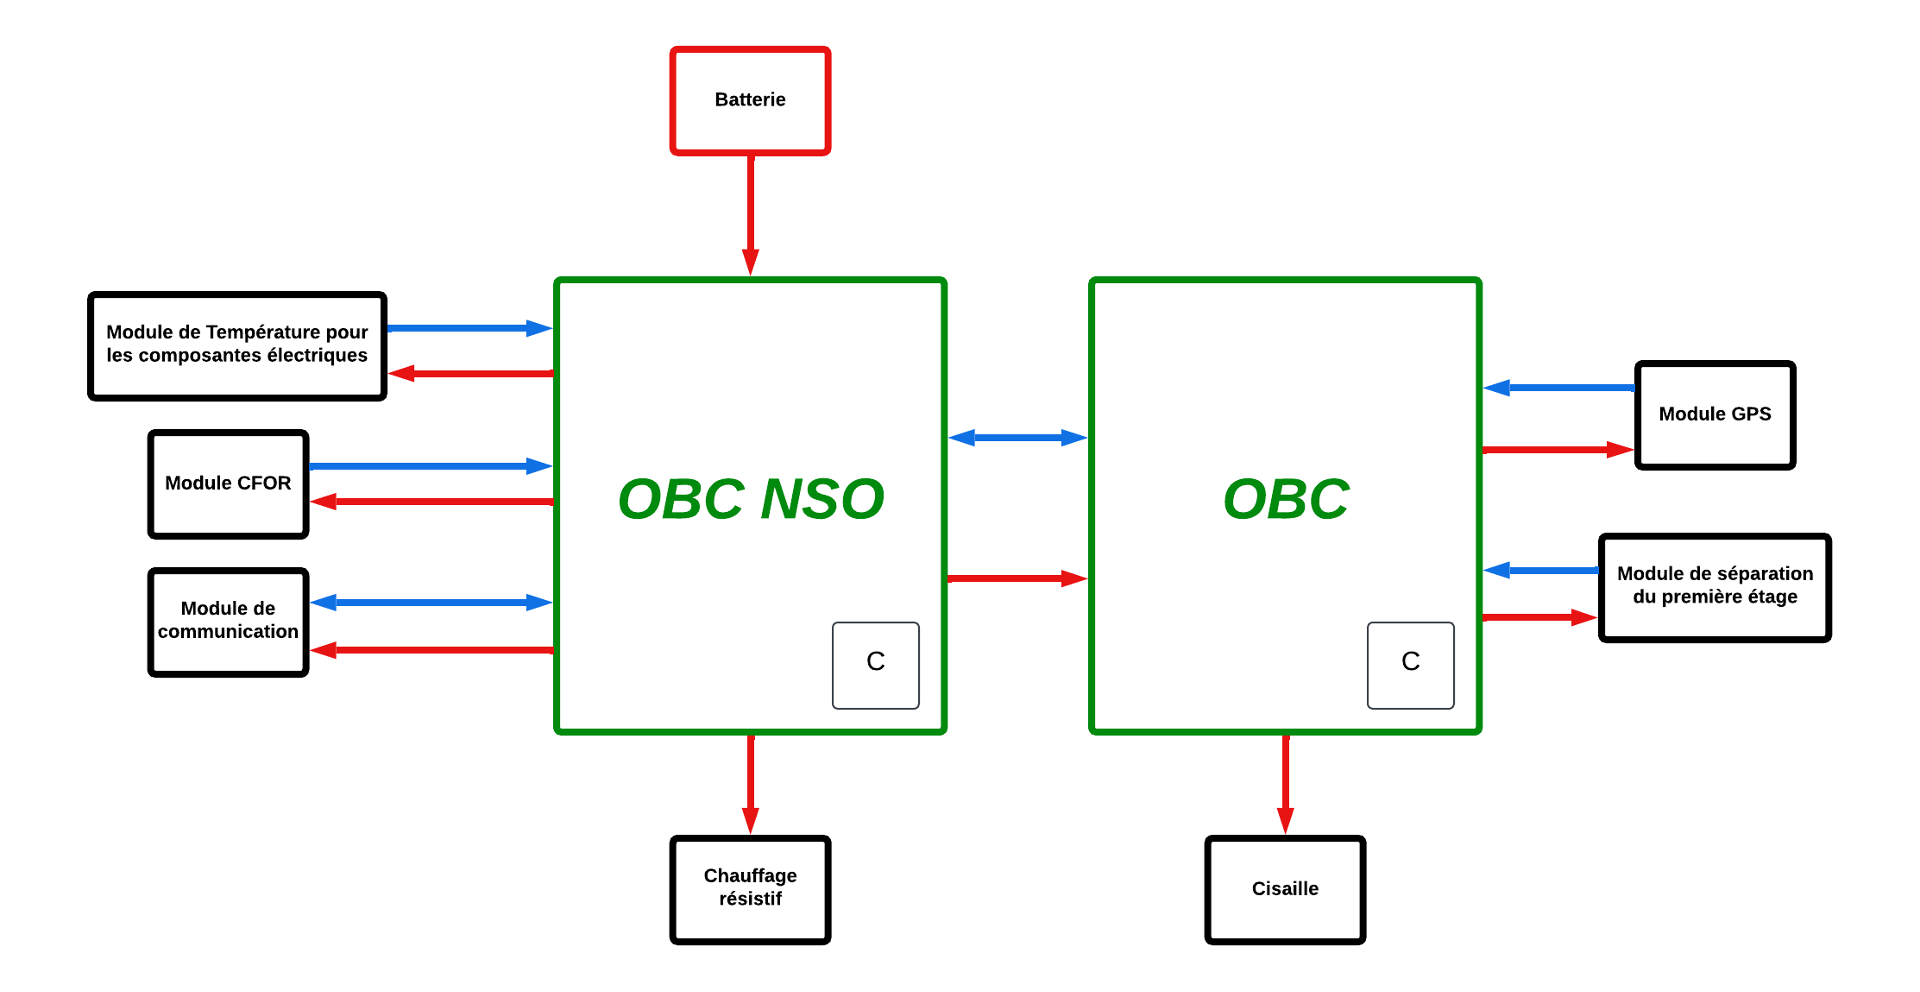 Batterie
Module de Température pour
les composantes électriques
Module CFOR
Module de
communication
OBC NSO
C
OBC
C
Module GPS
Module de séparation
du première étage
Chauffage
résistif
Cisaille